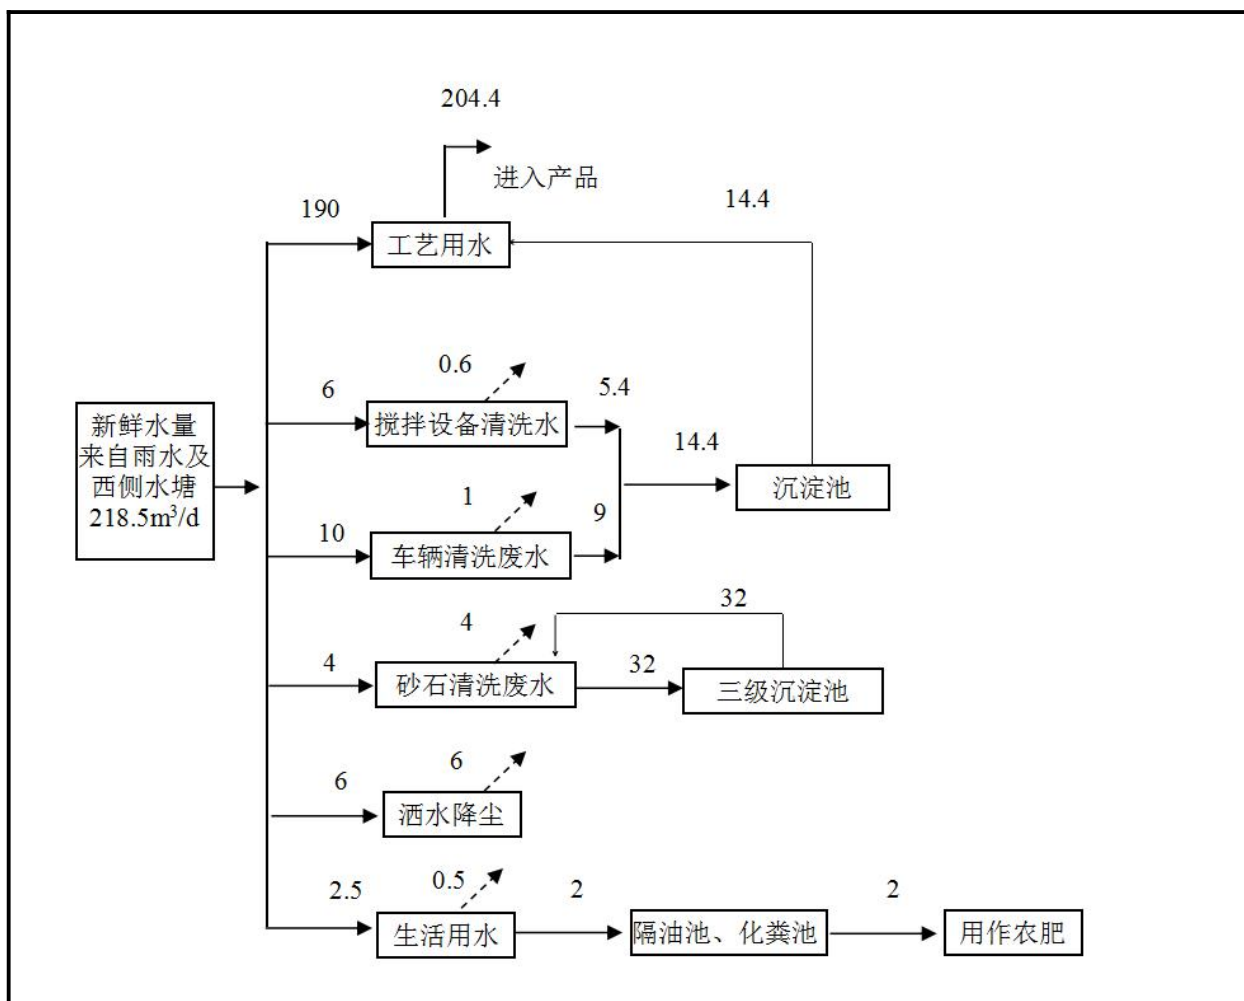 204.4
进入产品
190
14.4
工艺用水
0.6
6
5.4
搅拌设备清洗水
新鲜水量
来自雨水及
西侧水塘
218.5m³/d
14.4
沉淀池
1
9
10
车辆清洗废水
32
4
4
32
砂石清洗废水
三级沉淀池
6
6
洒水降尘
2.5
0.5
2
2
生活用水
隔油池、化粪池
用作农肥